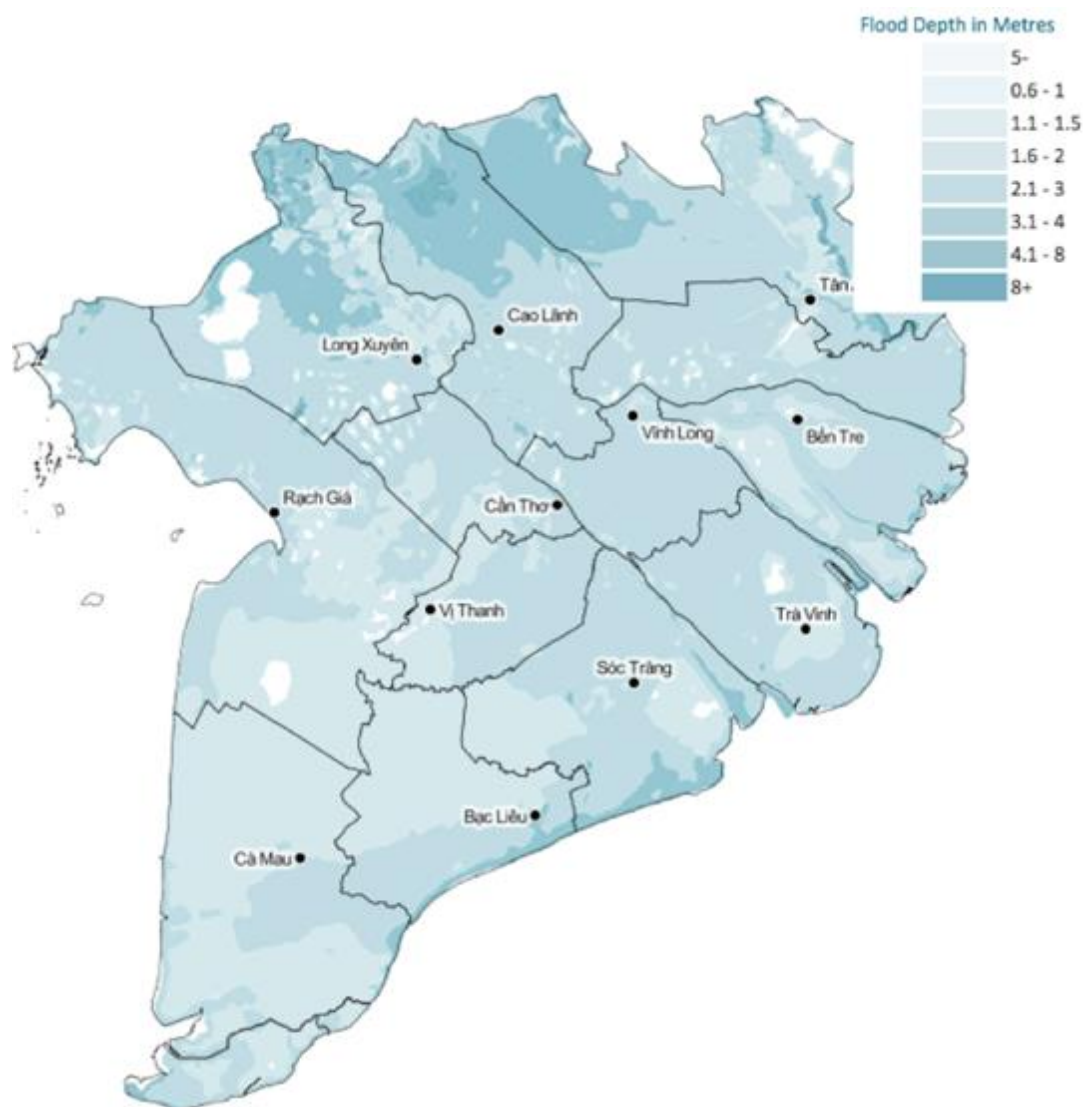 Flood Depth in Metres
5-
0.6 - 1
1.1 - 1.5
1.6 - 2
2.1 - 3
3.1 - 4
4.1 - 8
8+
Tân
Cao Lãnh
Long Xuyên
Vĩnh Long
Bến Tre
Rạch Giá
Cần Thơ
Vị Thanh
Trà Vinh
Sóc Trăng
Bạc Liêu
Cà Mau